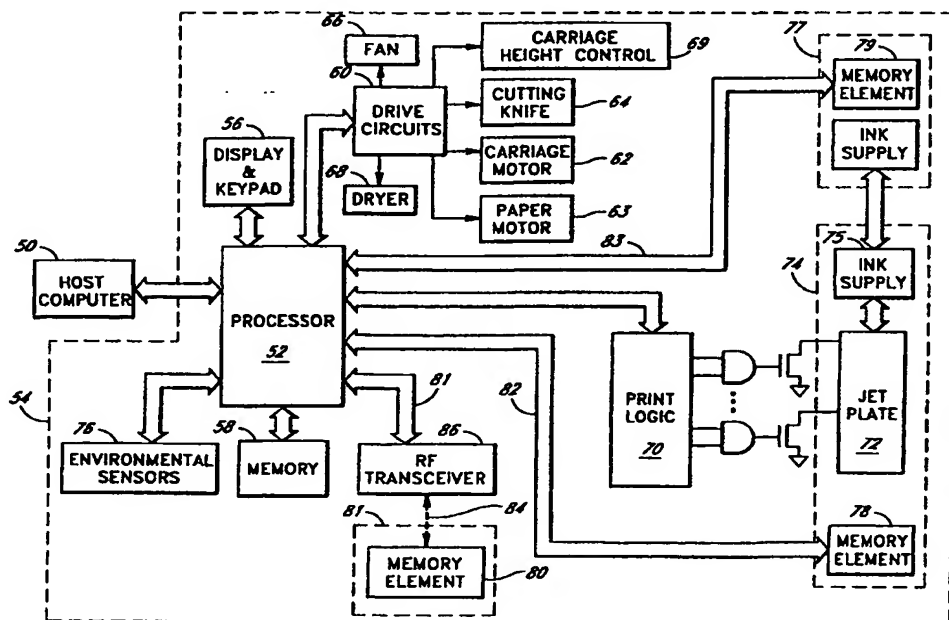 66
FAN
60
CARRIAGE
HEIGHT CONTROL
69
77
79
MEMORY
ELEMENT
DRIVE
CIRCUITS
CUTTING
KNIFE
64
56
DISPLAY
&
KEYPAD
68
DRYER
CARRIAGE
MOTOR
62
INK
SUPPLY
PAPER
MOTOR
63
83
50
HOST
COMPUTER
75
74
INK
SUPPLY
PROCESSOR
52
54
81
82
PRINT
LOGIC
70
JET
PLATE
72
76
ENVIRONMENTAL
SENSORS
58
MEMORY
86
RF
TRANSCEIVER
84
81
MEMORY
ELEMENT
80
78
MEMORY
ELEMENT